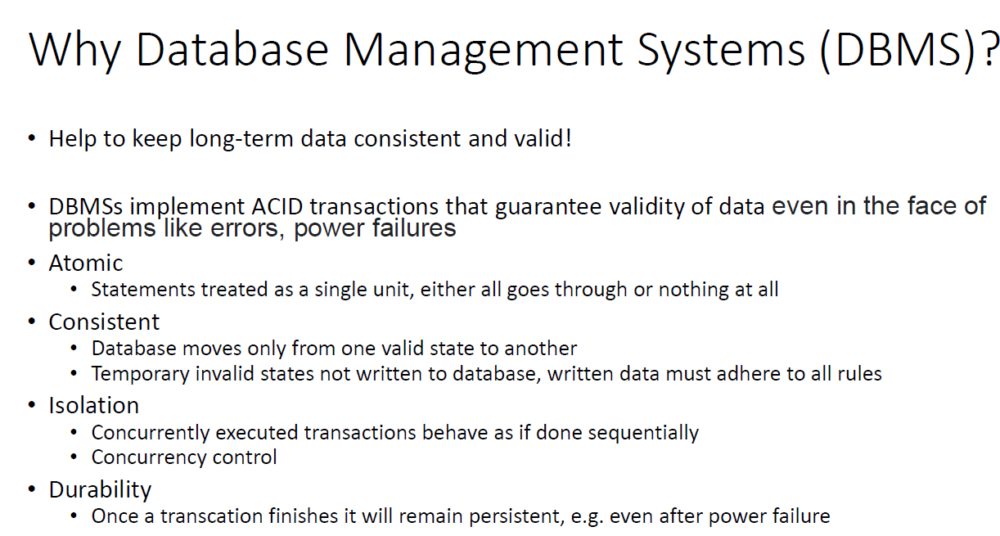 Why Database Management Systems (DBMS)?
• Help to keep long-term data consistent and valid!
• DBMSs implement ACID transactions that guarantee validity of data even in the face of
problems like errors, power failures
• Atomic
• Statements treated as a single unit, either all goes through or nothing at all
• Consistent
• Database moves only from one valid state to another
• Temporary invalid states not written to database, written data must adhere to all rules
• Isolation
• Concurrently executed transactions behave as if done sequentially
• Concurrency control
• Durability
• Once a transcation finishes it will remain persistent, e.g. even after power failure